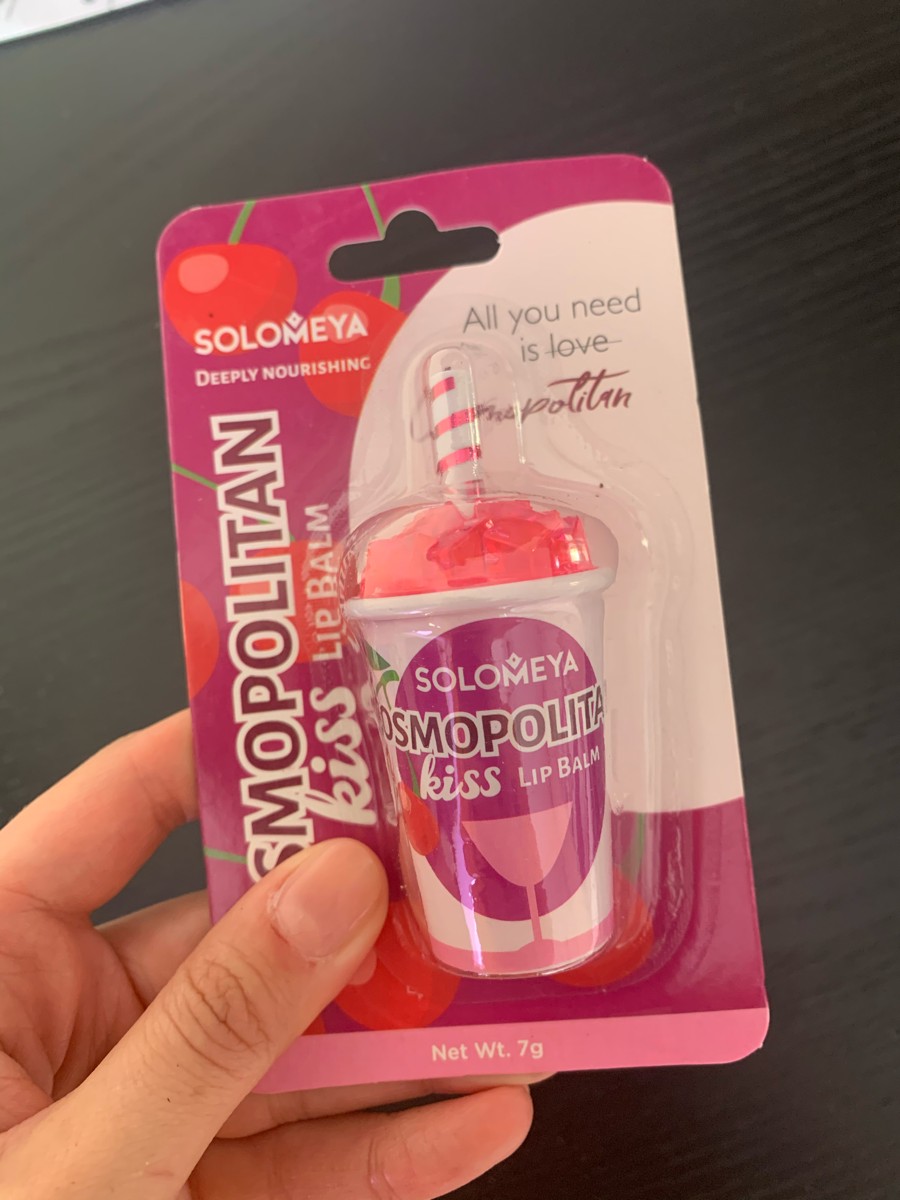 SOLOMEYA
DEEPLY NOURISHING
SMOPOLITAN
kiss LIP BALM
All you need
is love
SOLOMEYA
OSMOPOLITA
kiss LIP BALM
Net Wt. 7g